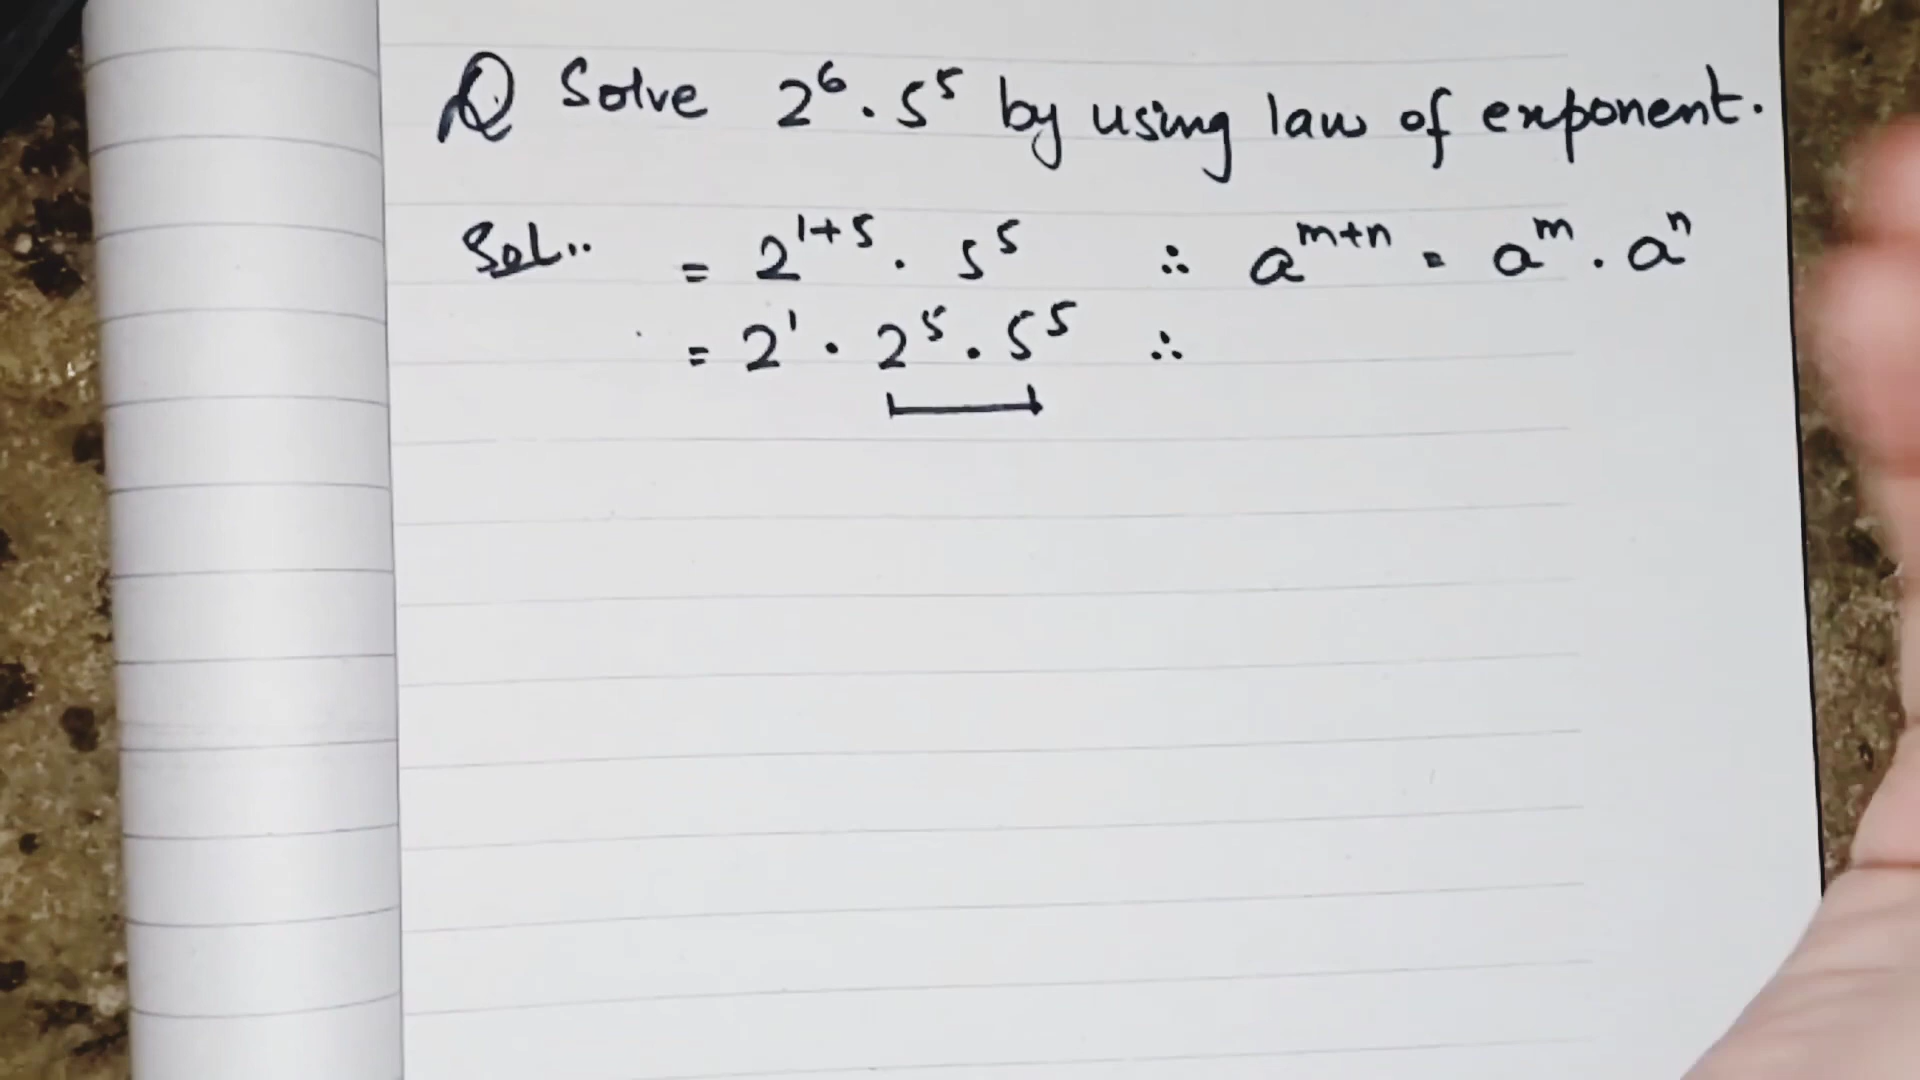 Q Solve 2⁶ · 5⁵ by using law of exponent.
Sol.. = 2¹⁺⁵ · 5⁵ ∴ aᵐ⁺ⁿ = aᵐ · aⁿ
= 2¹ · 2⁵ · 5⁵ ∴